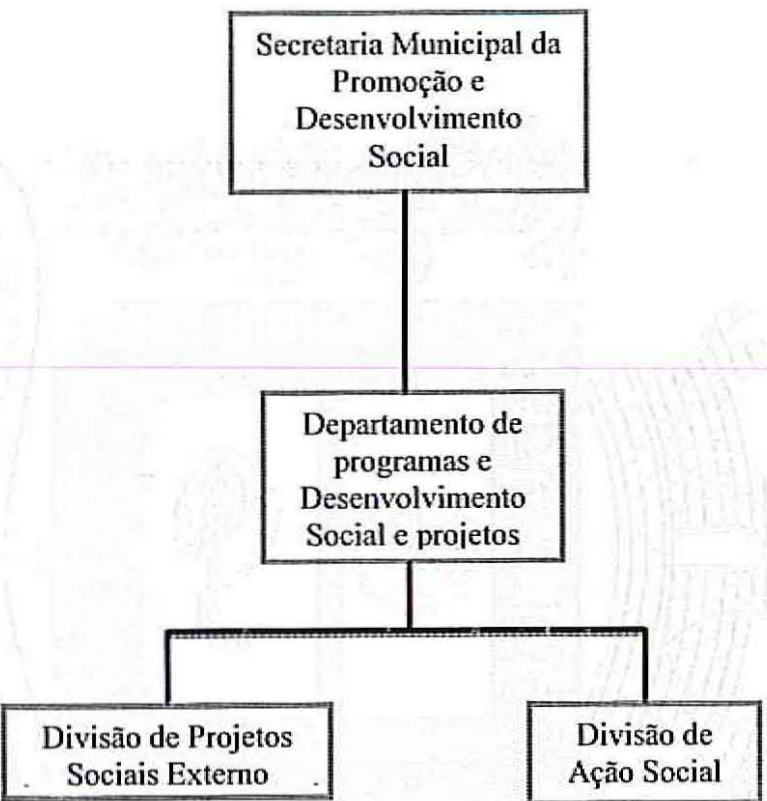 Secretaria Municipal da
Promoção e
Desenvolvimento
Social
Departamento de
programas e
Desenvolvimento
Social e projetos
Divisão de Projetos
Sociais Externo
Divisão de
Ação Social